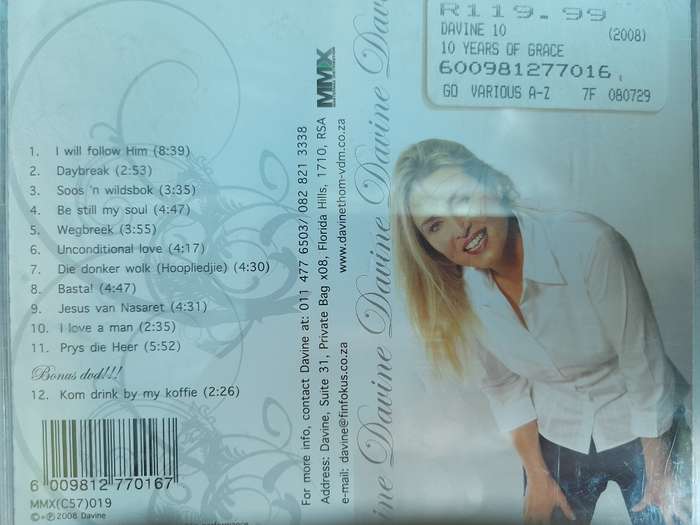 R119.99
DAVINE 10 (2008)
10 YEARS OF GRACE
600981277016
GO VARIOUS A-Z 7F 080729
1. I will follow Him (8:39)
2. Daybreak (2:53)
3. Soos 'n wildsbok (3:35)
4. Be still my soul (4:47)
5. Wegbreek (3:55)
6. Unconditional love (4:17)
7. Die donker wolk (Hoopliedjie) (4:30)
8. Basta! (4:47)
9. Jesus van Nasaret (4:31)
10. I love a man (2:35)
11. Prys die Heer (5:52)
Bonus dvd!!!
12. Kom drink by my koffie (2:26)
6 009812 770167
MMX(C57)019
©+℗2008 Davine
For more info, contact Davine at: 011 477 6503/ 082 821 3338
Address: Davine, Suite 31, Private Bag x08, Florida Hills, 1710, RSA
e-mail: davine@finfokus.co.za www.davinethom-vdm.co.za
MMX
Davine Davine Davine